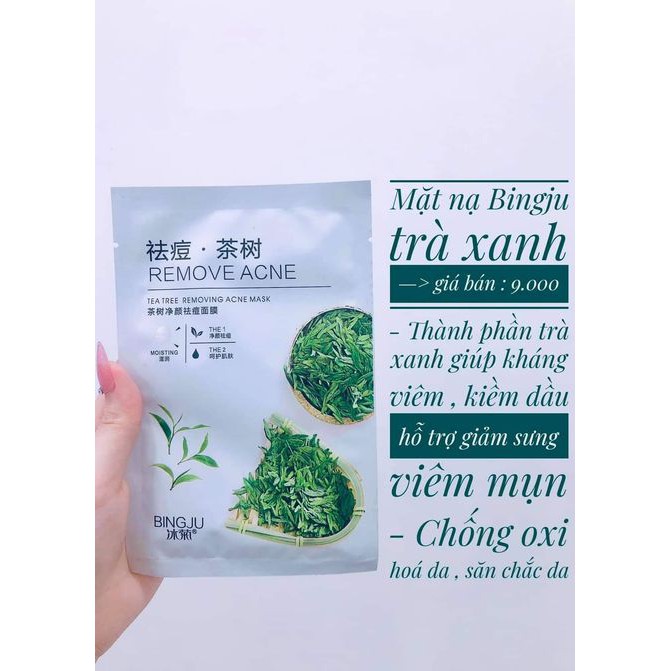 祛痘·茶树
REMOVE ACNE
TEA TREE REMOVING ACNE MASK
茶树净颜祛痘面膜
MOISTING
滋润
THE 1
净颜祛痘
THE 2
呵护肌肤
BINGJU
冰菊®
Mặt nạ Bingju
trà xanh
—> giá bán : 9.000
- Thành phần trà
xanh giúp kháng
viêm , kiềm dầu
hỗ trợ giảm sưng
viêm mụn
- Chống oxi
hoá da , săn chắc da